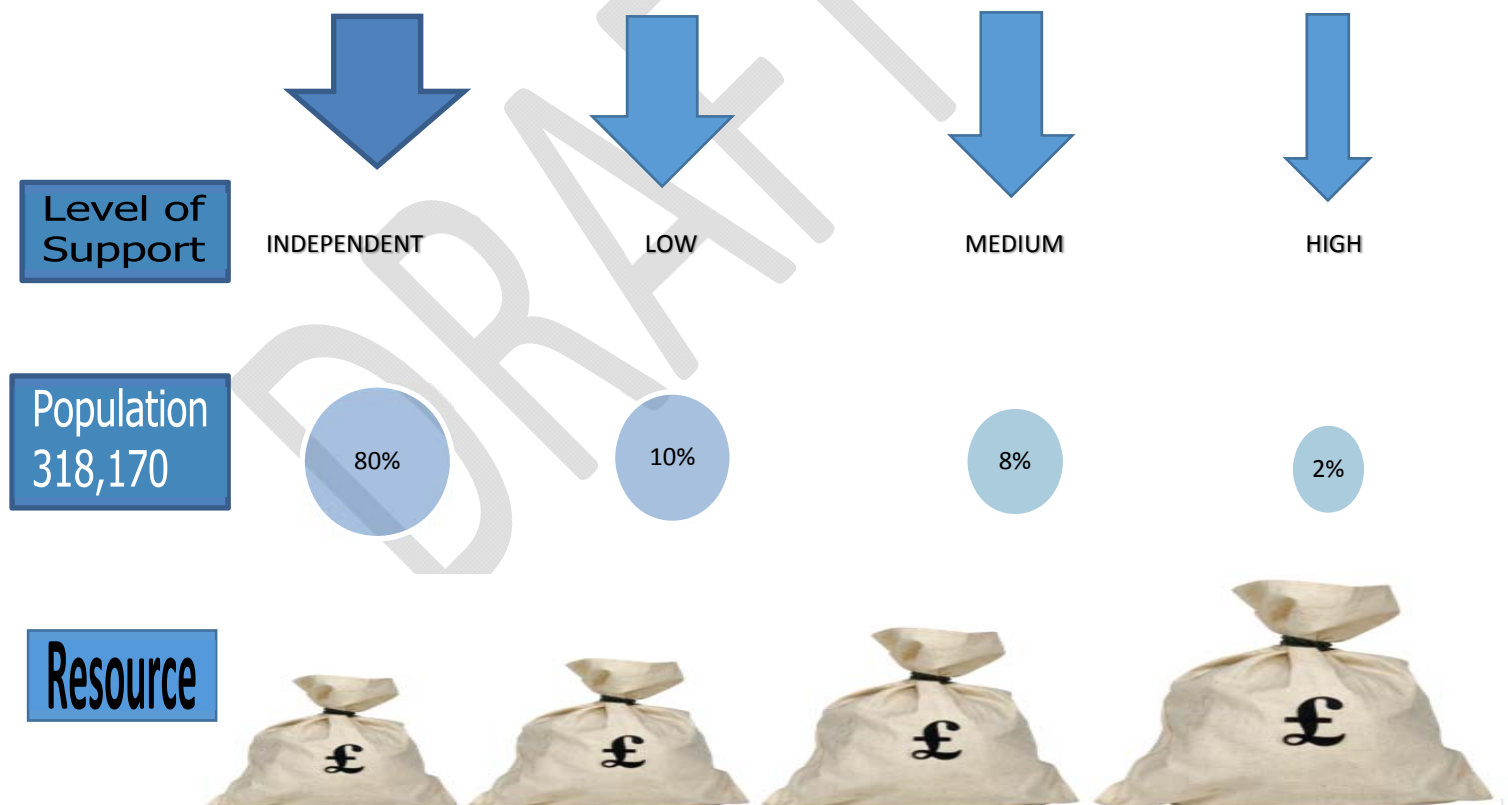 Level of
Support
INDEPENDENT LOW MEDIUM HIGH
Population
318,170
80% 10% 8% 2%
Resource
£ £ £ £
DRAFT